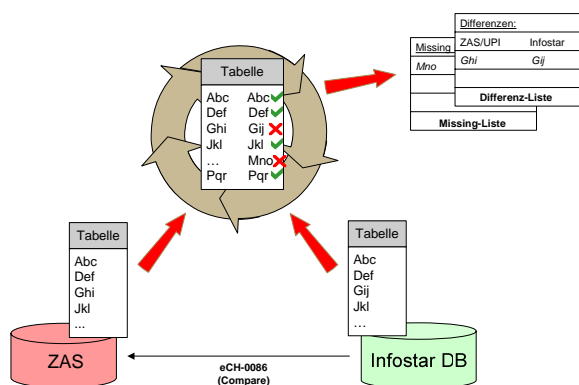 Differenzen:
ZAS/UPI Infostar
Ghi Gij
Differenz-Liste
Missing
Mno
Missing-Liste
Tabelle
Abc Abc
Def Def
Ghi Gij
Jkl Jkl
... Mno
Pqr Pqr
Tabelle
Abc
Def
Ghi
Jkl
...
ZAS
Tabelle
Abc
Def
Gij
Jkl
...
Infostar DB
eCH-0086
(Compare)